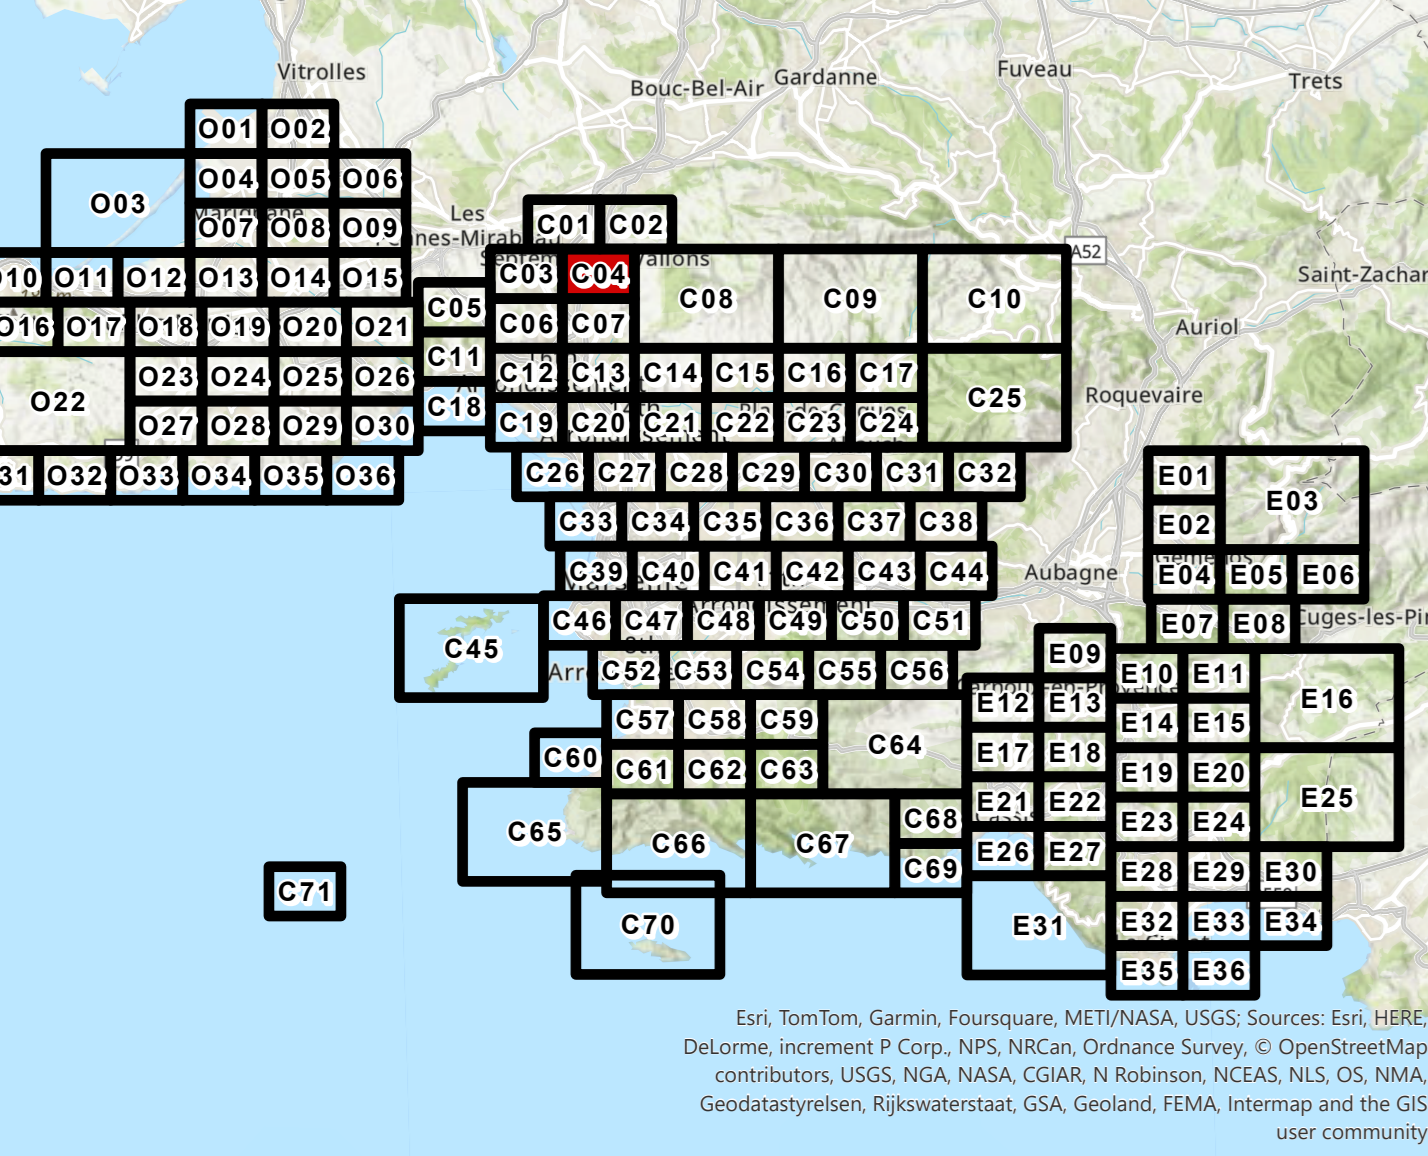 Vitrolles
Bouc-Bel-Air
Gardanne
Fuveau
Trets
O01 O02
O03 O04 O05 O06
O07 O08 O09
Les
C01 C02
A52
O11 O12 O13 O14 O15
C03 C04
C08 C09 C10
Saint-Zachar
C05
O16 O17 O18 O19 O20 O21
C06 C07
Auriol
C11
O22 O23 O24 O25 O26
C12 C13 C14 C15 C16 C17
C25
Roquevaire
C18
O27 O28 O29 O30
C19 C20 C21 C22 C23 C24
31 O32 O33 O34 O35 O36
C26 C27 C28 C29 C30 C31 C32
E01
E03
C33 C34 C35 C36 C37 C38
E02
C39 C40 C41 C42 C43 C44
Aubagne
E04 E05 E06
C45
C46 C47 C48 C49 C50 C51
E07 E08
Cuges-les-Pin
C52 C53 C54 C55 C56
E09
E10 E11
E16
C57 C58 C59
C64
E12 E13
E14 E15
C60
C61 C62 C63
E17 E18
E19 E20
E25
C65 C66 C67
C68
E21 E22
E23 E24
C69
E26 E27
E28 E29 E30
C71
C70
E31
E32 E33 E34
E35 E36
Esri, TomTom, Garmin, Foursquare, METI/NASA, USGS; Sources: Esri, HERE,
DeLorme, increment P Corp., NPS, NRCan, Ordnance Survey, © OpenStreetMap
contributors, USGS, NGA, NASA, CGIAR, N Robinson, NCEAS, NLS, OS, NMA,
Geodatastyrelsen, Rijkswaterstaat, GSA, Geoland, FEMA, Intermap and the GIS
user community